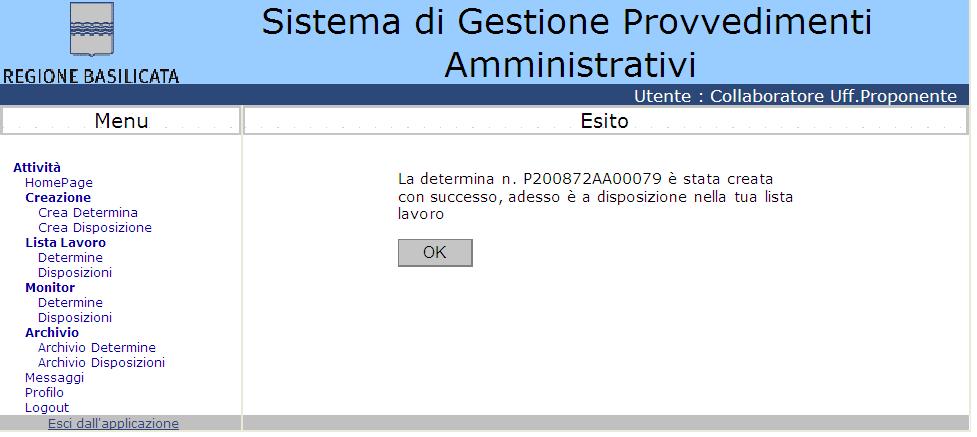 Sistema di Gestione Provvedimenti
Amministrativi
REGIONE BASILICATA
Utente : Collaboratore Uff.Proponente
Menu
Esito
Attività
HomePage
Creazione
Crea Determina
Crea Disposizione
Lista Lavoro
Determine
Disposizioni
Monitor
Determine
Disposizioni
Archivio
Archivio Determine
Archivio Disposizioni
Messaggi
Profilo
Logout
Esci dall'applicazione
La determina n. P200872AA00079 è stata creata
con successo, adesso è a disposizione nella tua lista
lavoro
OK